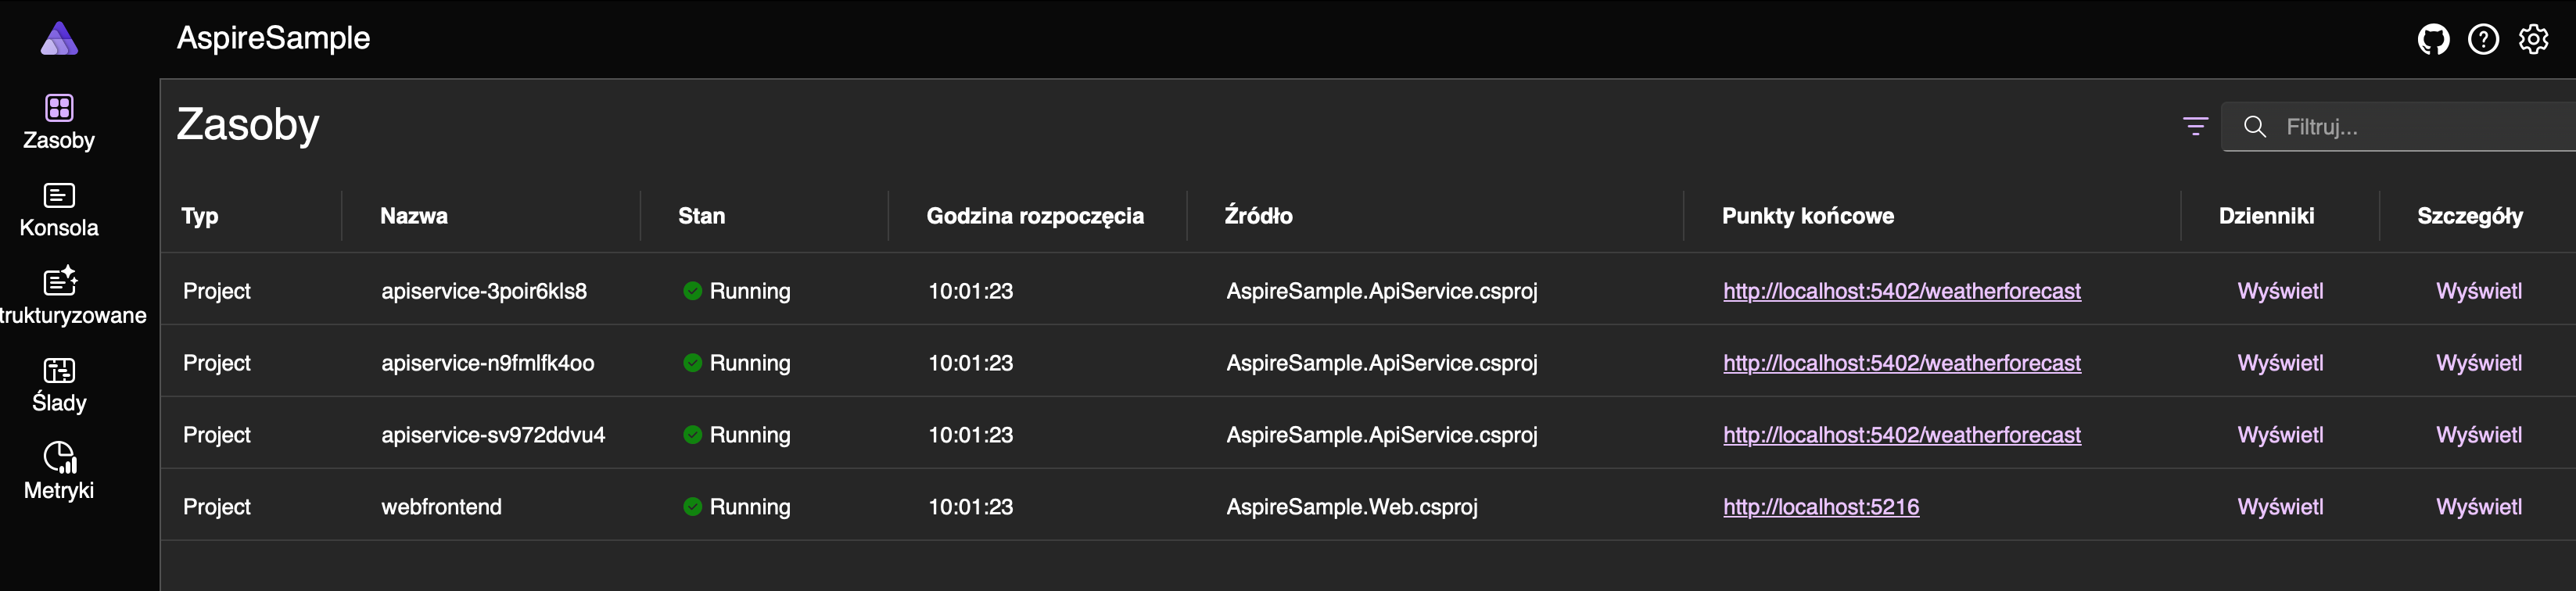 AspireSample
Zasoby
Konsola
trukturyzowane
Ślady
Metryki
Zasoby
Filtruj...
Typ Nazwa Stan Godzina rozpoczęcia Źródło Punkty końcowe Dzienniki Szczegóły
Project apiservice-3poir6kls8 Running 10:01:23 AspireSample.ApiService.csproj http://localhost:5402/weatherforecast Wyświetl Wyświetl
Project apiservice-n9fmlfk4oo Running 10:01:23 AspireSample.ApiService.csproj http://localhost:5402/weatherforecast Wyświetl Wyświetl
Project apiservice-sv972ddvu4 Running 10:01:23 AspireSample.ApiService.csproj http://localhost:5402/weatherforecast Wyświetl Wyświetl
Project webfrontend Running 10:01:23 AspireSample.Web.csproj http://localhost:5216 Wyświetl Wyświetl